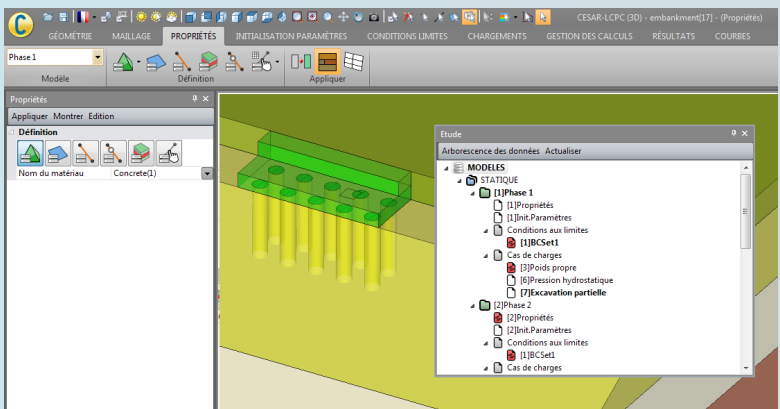 CESAR-LCPC (3D) - embankment[17] - (Propriétés)
GÉOMÉTRIE MAILLAGE PROPRIÉTÉS INITIALISATION PARAMÈTRES CONDITIONS LIMITES CHARGEMENTS GESTION DES CALCULS RÉSULTATS COURBES
Phase 1
Modèle Définition Appliquer
Propriétés
Appliquer Montrer Edition
Définition
Nom du matériau Concrete(1)
Etude
Arborescence des données Actualiser
MODELES
STATIQUE
[1]Phase 1
[1]Propriétés
[1]Init.Paramètres
Conditions aux limites
[1]BCSet1
Cas de charges
[3]Poids propre
[6]Pression hydrostatique
[7]Excavation partielle
[2]Phase 2
[2]Propriétés
[2]Init.Paramètres
Conditions aux limites
[1]BCSet1
Cas de charges